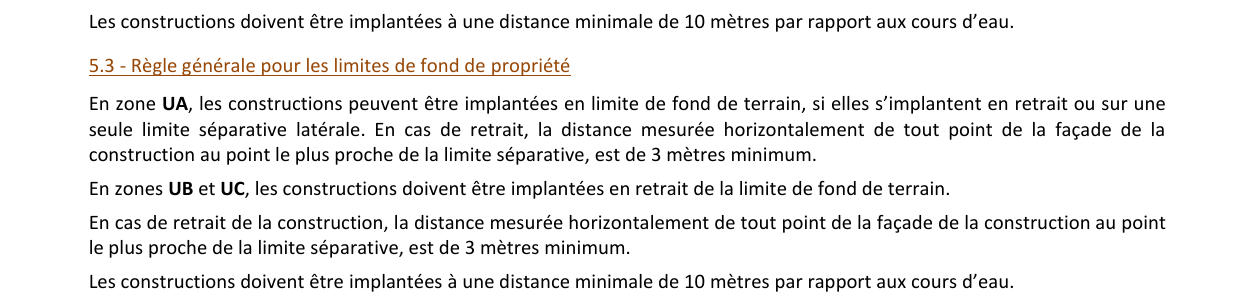 Les constructions doivent être implantées à une distance minimale de 10 mètres par rapport aux cours d’eau.
5.3 - Règle générale pour les limites de fond de propriété
En zone UA, les constructions peuvent être implantées en limite de fond de terrain, si elles s’implantent en retrait ou sur une
seule limite séparative latérale. En cas de retrait, la distance mesurée horizontalement de tout point de la façade de la
construction au point le plus proche de la limite séparative, est de 3 mètres minimum.
En zones UB et UC, les constructions doivent être implantées en retrait de la limite de fond de terrain.
En cas de retrait de la construction, la distance mesurée horizontalement de tout point de la façade de la construction au point
le plus proche de la limite séparative, est de 3 mètres minimum.
Les constructions doivent être implantées à une distance minimale de 10 mètres par rapport aux cours d’eau.